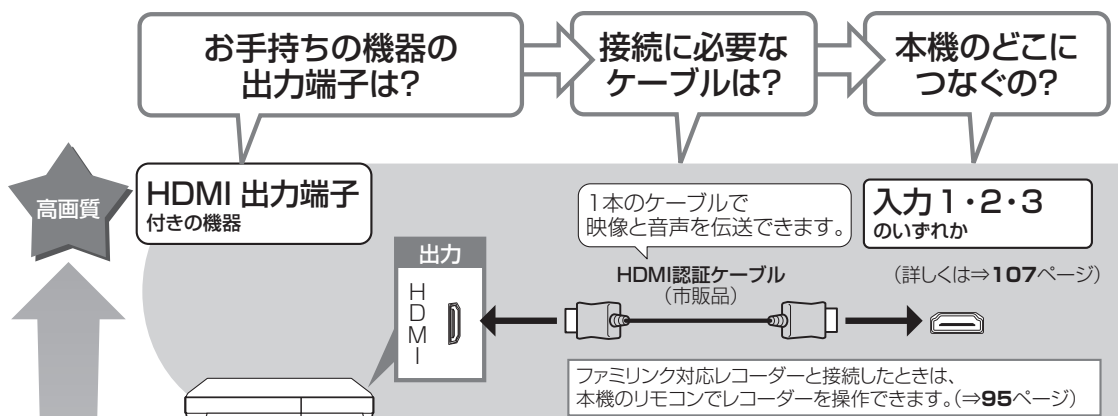 お手持ちの機器の
出力端子は?
接続に必要な
ケーブルは?
本機のどこに
つなぐの?
高画質
HDMI 出力端子
付きの機器
1本のケーブルで
映像と音声を伝送できます。
入力1・2・3
のいずれか
出力
HDMI
HDMI認証ケーブル
（市販品）
（詳しくは⇒107ページ）
ファミリンク対応レコーダーと接続したときは、
本機のリモコンでレコーダーを操作できます。(⇒95ページ)